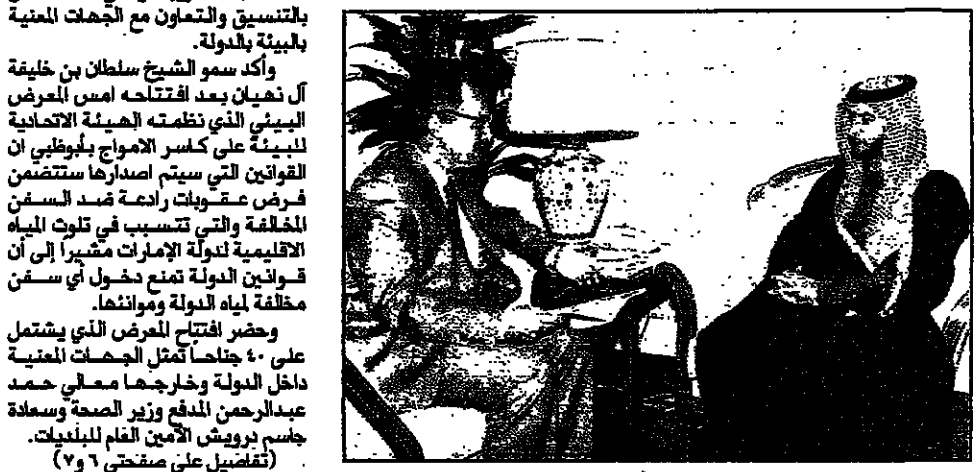 بالتنسيق والتعاون مع الجهات المعنية
بالبيئة بالدولة.
وأكد سمو الشيخ سلطان بن خليفة
آل نهيان بعد افتتاحه امس المعرض
البيئي الذي نظمته الهيئة الاتحادية
للبيئة على كاسر الامواج بأبوظبي ان
القوانين التي سيتم اصدارها ستتضمن
فرض عقوبات رادعة ضد السفن
المخالفة والتي تتسبب في تلوث المياه
الاقليمية لدولة الإمارات مشيرا إلى أن
قوانين الدولة تمنع دخول أي سفن
مخالفة لمياه الدولة وموانئها.
وحضر افتتاح المعرض الذي يشتمل
على ٤٠ جناحا تمثل الجهات المعنية
داخل الدولة وخارجها معالي حمد
عبدالرحمن المدفع وزير الصحة وسعادة
جاسم درويش الأمين العام للبلديات.
(تفاصيل على صفحتي ٦ و٧)